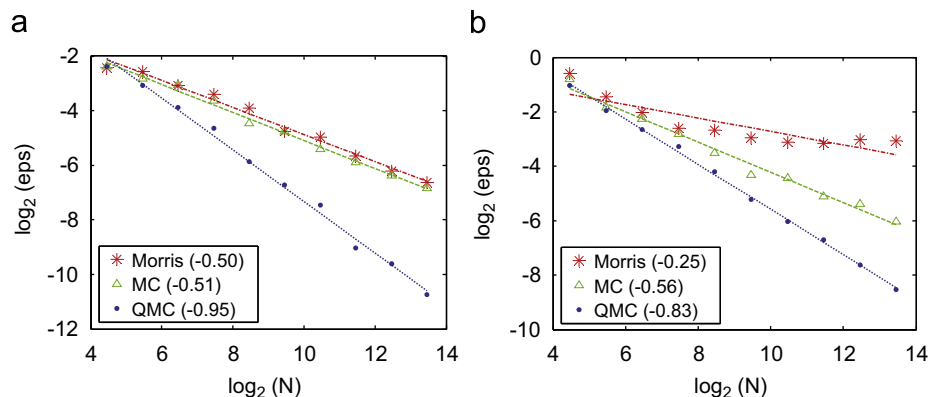 a
-2
-4
-6
-8
-10
-12
log2 (eps)
Morris (-0.50)
MC (-0.51)
QMC (-0.95)
4 6 8 10 12 14
log2 (N)
b
0
-2
-4
-6
-8
-10
log2 (eps)
Morris (-0.25)
MC (-0.56)
QMC (-0.83)
4 6 8 10 12 14
log2 (N)